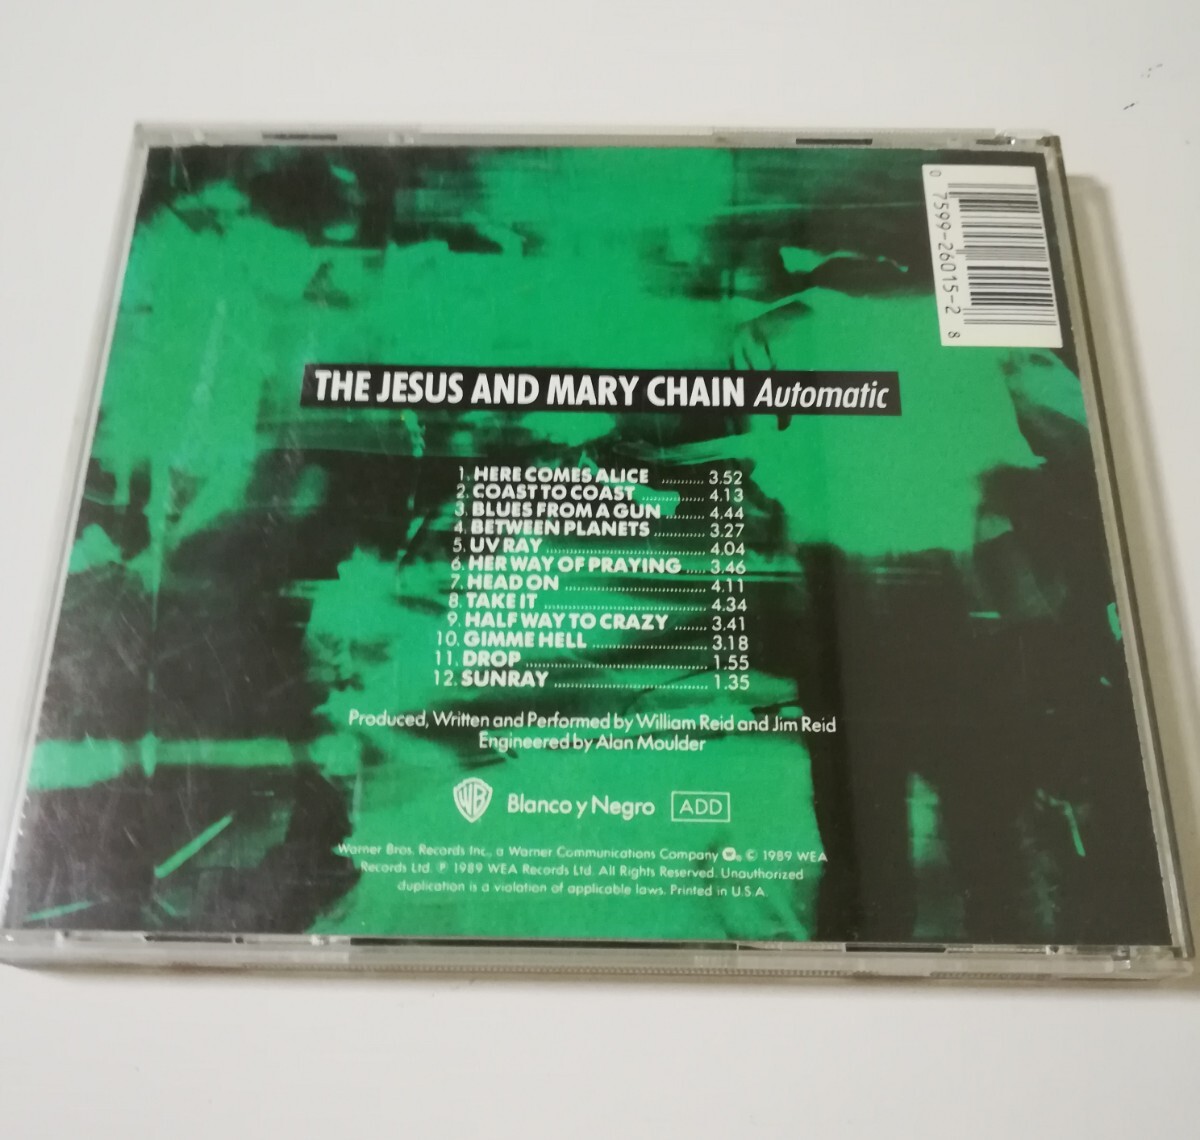 0 7599-26015-2 8
THE JESUS AND MARY CHAIN Automatic
1. HERE COMES ALICE ........... 3.52
2. COAST TO COAST ................ 4.13
3. BLUES FROM A GUN .......... 4.44
4. BETWEEN PLANETS ............. 3.27
5. UV RAY ........................................ 4.04
6. HER WAY OF PRAYING ..... 3.46
7. HEAD ON ................................... 4.11
8. TAKE IT ........................................ 4.34
9. HALF WAY TO CRAZY ........ 3.41
10. GIMME HELL ............................ 3.18
11. DROP ............................................. 1.55
12. SUNRAY ...................................... 1.35
Produced, Written and Performed by William Reid and Jim Reid
Engineered by Alan Moulder
WB Blanco y Negro ADD
Warner Bros. Records Inc., a Warner Communications Company © 1989 WEA
Records Ltd. ℗ 1989 WEA Records Ltd. All Rights Reserved. Unauthorized
duplication is a violation of applicable laws. Printed in U.S.A.